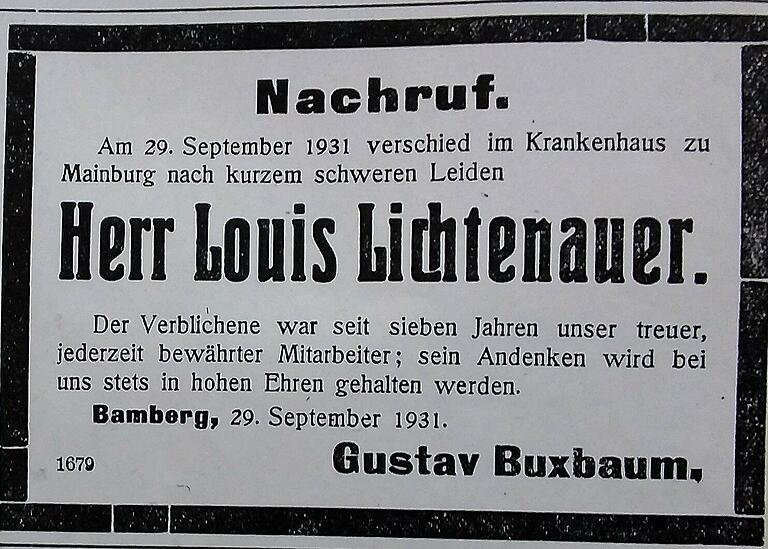 Nachruf.
Am 29. September 1931 verschied im Krankenhaus zu
Mainburg nach kurzem schweren Leiden
Herr Louis Lichtenauer.
Der Verblichene war seit sieben Jahren unser treuer,
jederzeit bewährter Mitarbeiter; sein Andenken wird bei
uns stets in hohen Ehren gehalten werden.
Bamberg, 29. September 1931.
1679 Gustav Buxbaum,